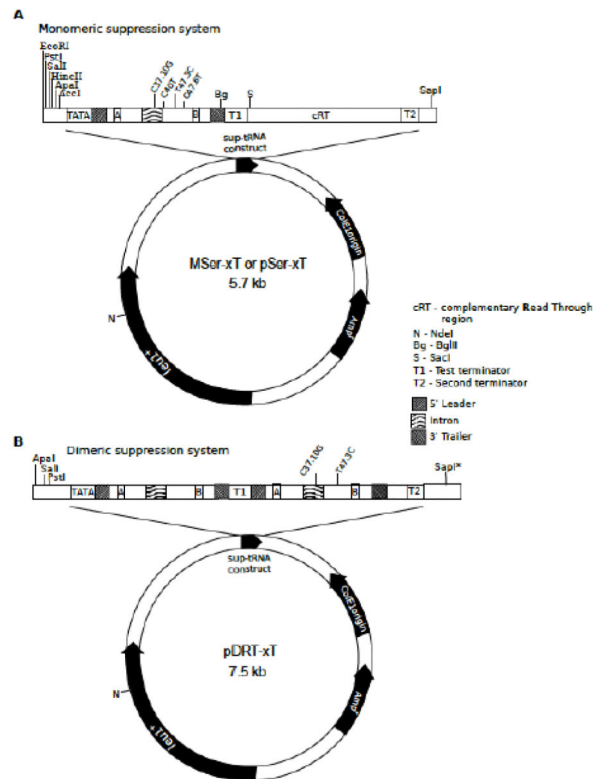 A
Monomeric suppression system
EcoRI
PstI
SalI
HincII
ApaI
AccI
C37:10G
C40T
T47:3C
C47:6T
Bg
S
SapI
TATA
A
B
T1
cRT
T2
sup-tRNA
construct
ColE1origin
MSer-xT or pSer-xT
5.7 kb
N
Ampr
leu1+
cRT - complementary Read Through
region
N - NdeI
Bg - BglII
S - SacI
T1 - Test terminator
T2 - Second terminator
5' Leader
Intron
3' Trailer
B
Dimeric suppression system
ApaI
SalI
PstI
C37:10G
T47:3C
SapI*
TATA
A
B
T1
A
B
T2
sup-tRNA
construct
ColE1origin
pDRT-xT
7.5 kb
N
Ampr
leu1+